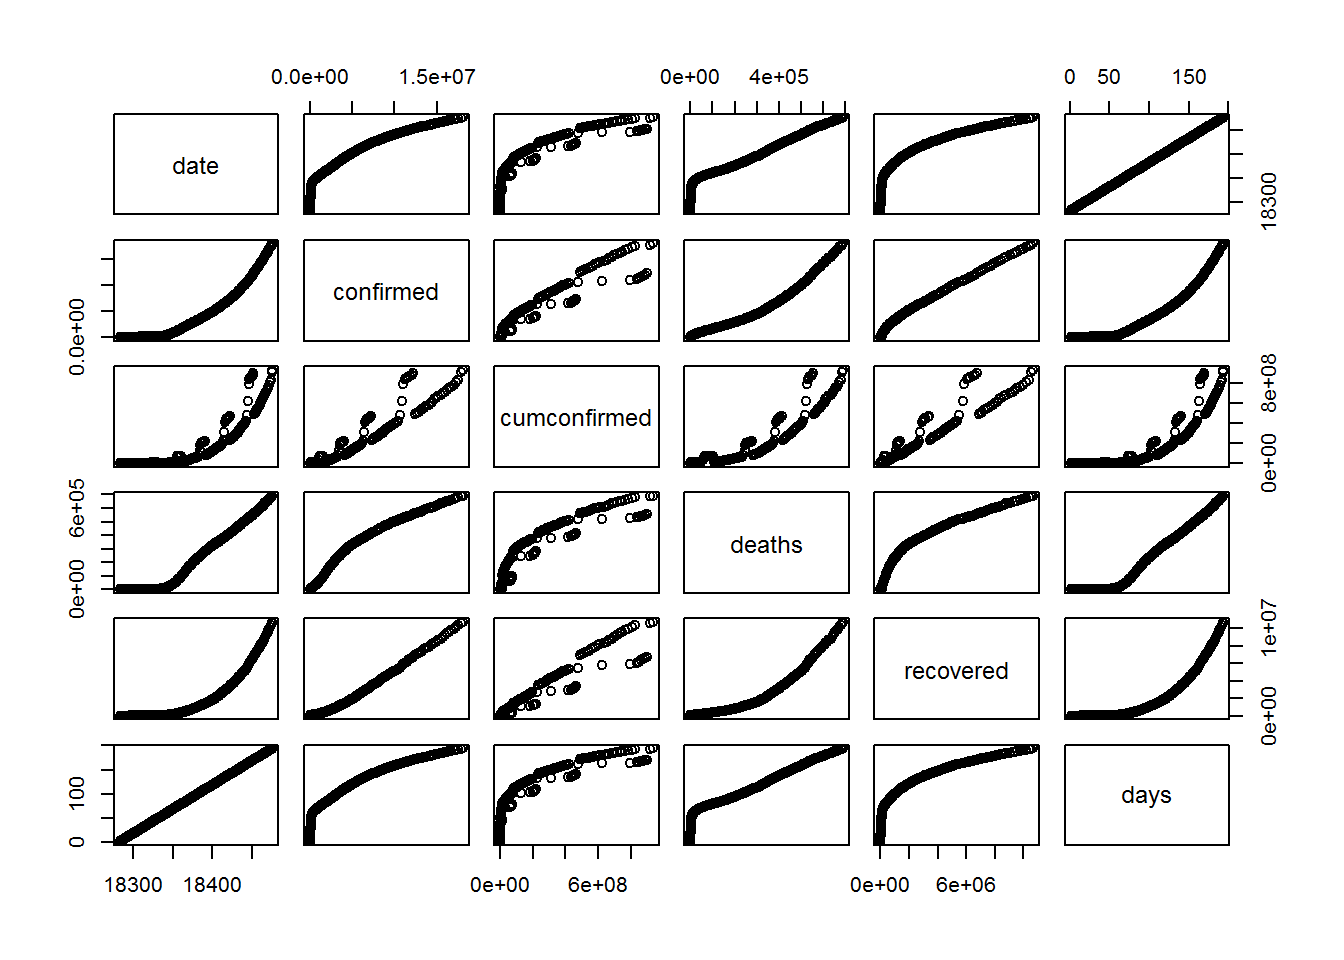 0.0e+00 1.5e+07 0e+00 4e+05 0 50 150
date 18300
0.0e+00 confirmed
cumconfirmed 0e+00 8e+08
0e+00 6e+05 deaths
recovered 0e+00 1e+07
0 100 days
18300 18400 0e+00 6e+08 0e+00 6e+06